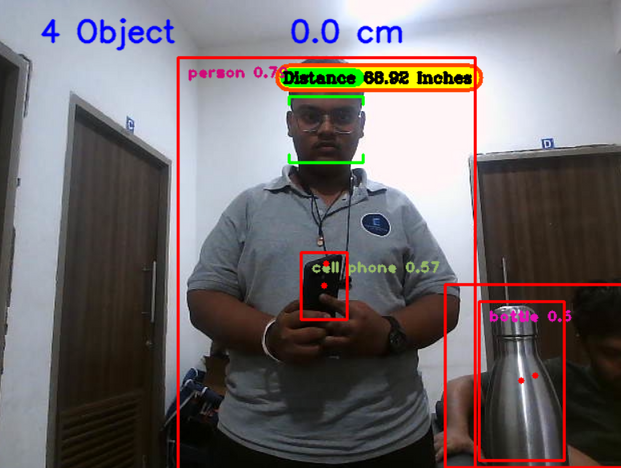 4 Object
0.0 cm
person 0.7
Distance 68.92 Inches
C
D
E
cell phone 0.57
bottle 0.5